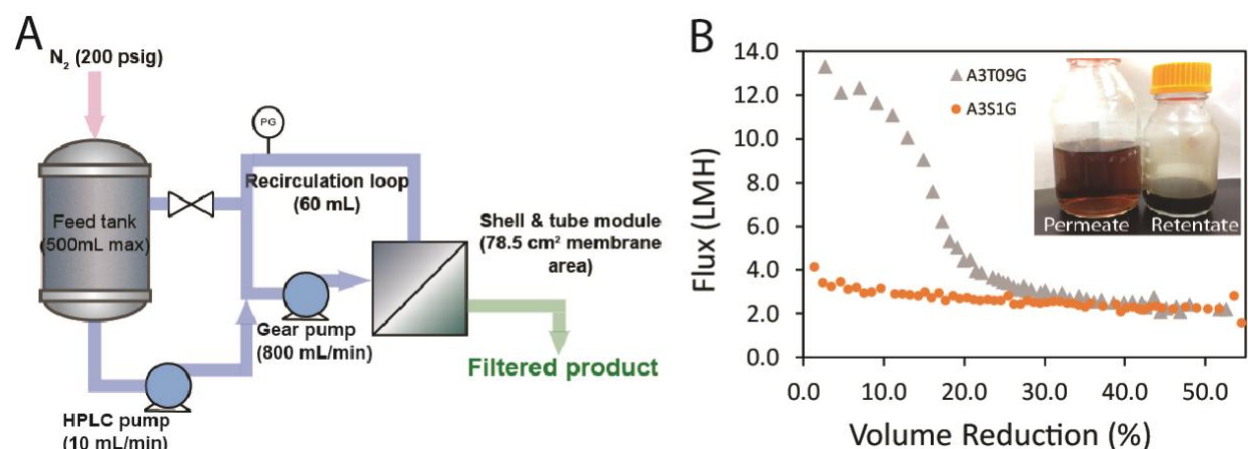 A
N₂ (200 psig)
PG
Recirculation loop
(60 mL)
Feed tank
(500mL max)
Shell & tube module
(78.5 cm² membrane
area)
Gear pump
(800 mL/min)
Filtered product
HPLC pump
(10 mL/min)
B
14.0
12.0
10.0
8.0
6.0
4.0
2.0
0.0
Flux (LMH)
A3T09G
A3S1G
Permeate Retentate
0.0 10.0 20.0 30.0 40.0 50.0
Volume Reduction (%)